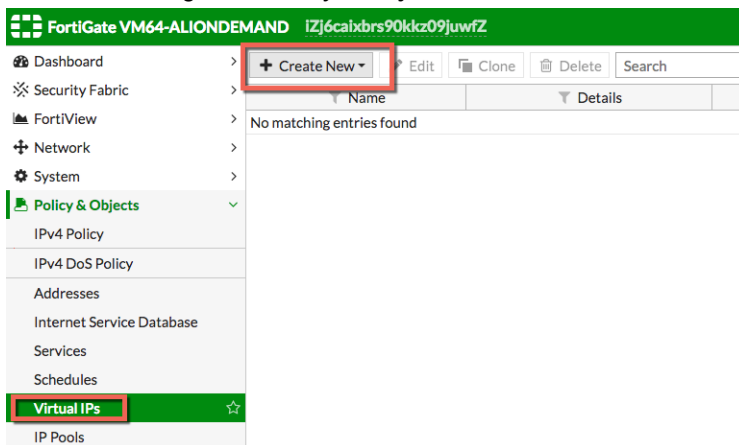 FortiGate VM64-ALIONDEMAND iZj6caixbrs90kkz09juwfZ
Dashboard
+ Create New Edit Clone Delete Search
Security Fabric
Name Details
FortiView
No matching entries found
Network
System
Policy & Objects
IPv4 Policy
IPv4 DoS Policy
Addresses
Internet Service Database
Services
Schedules
Virtual IPs
IP Pools